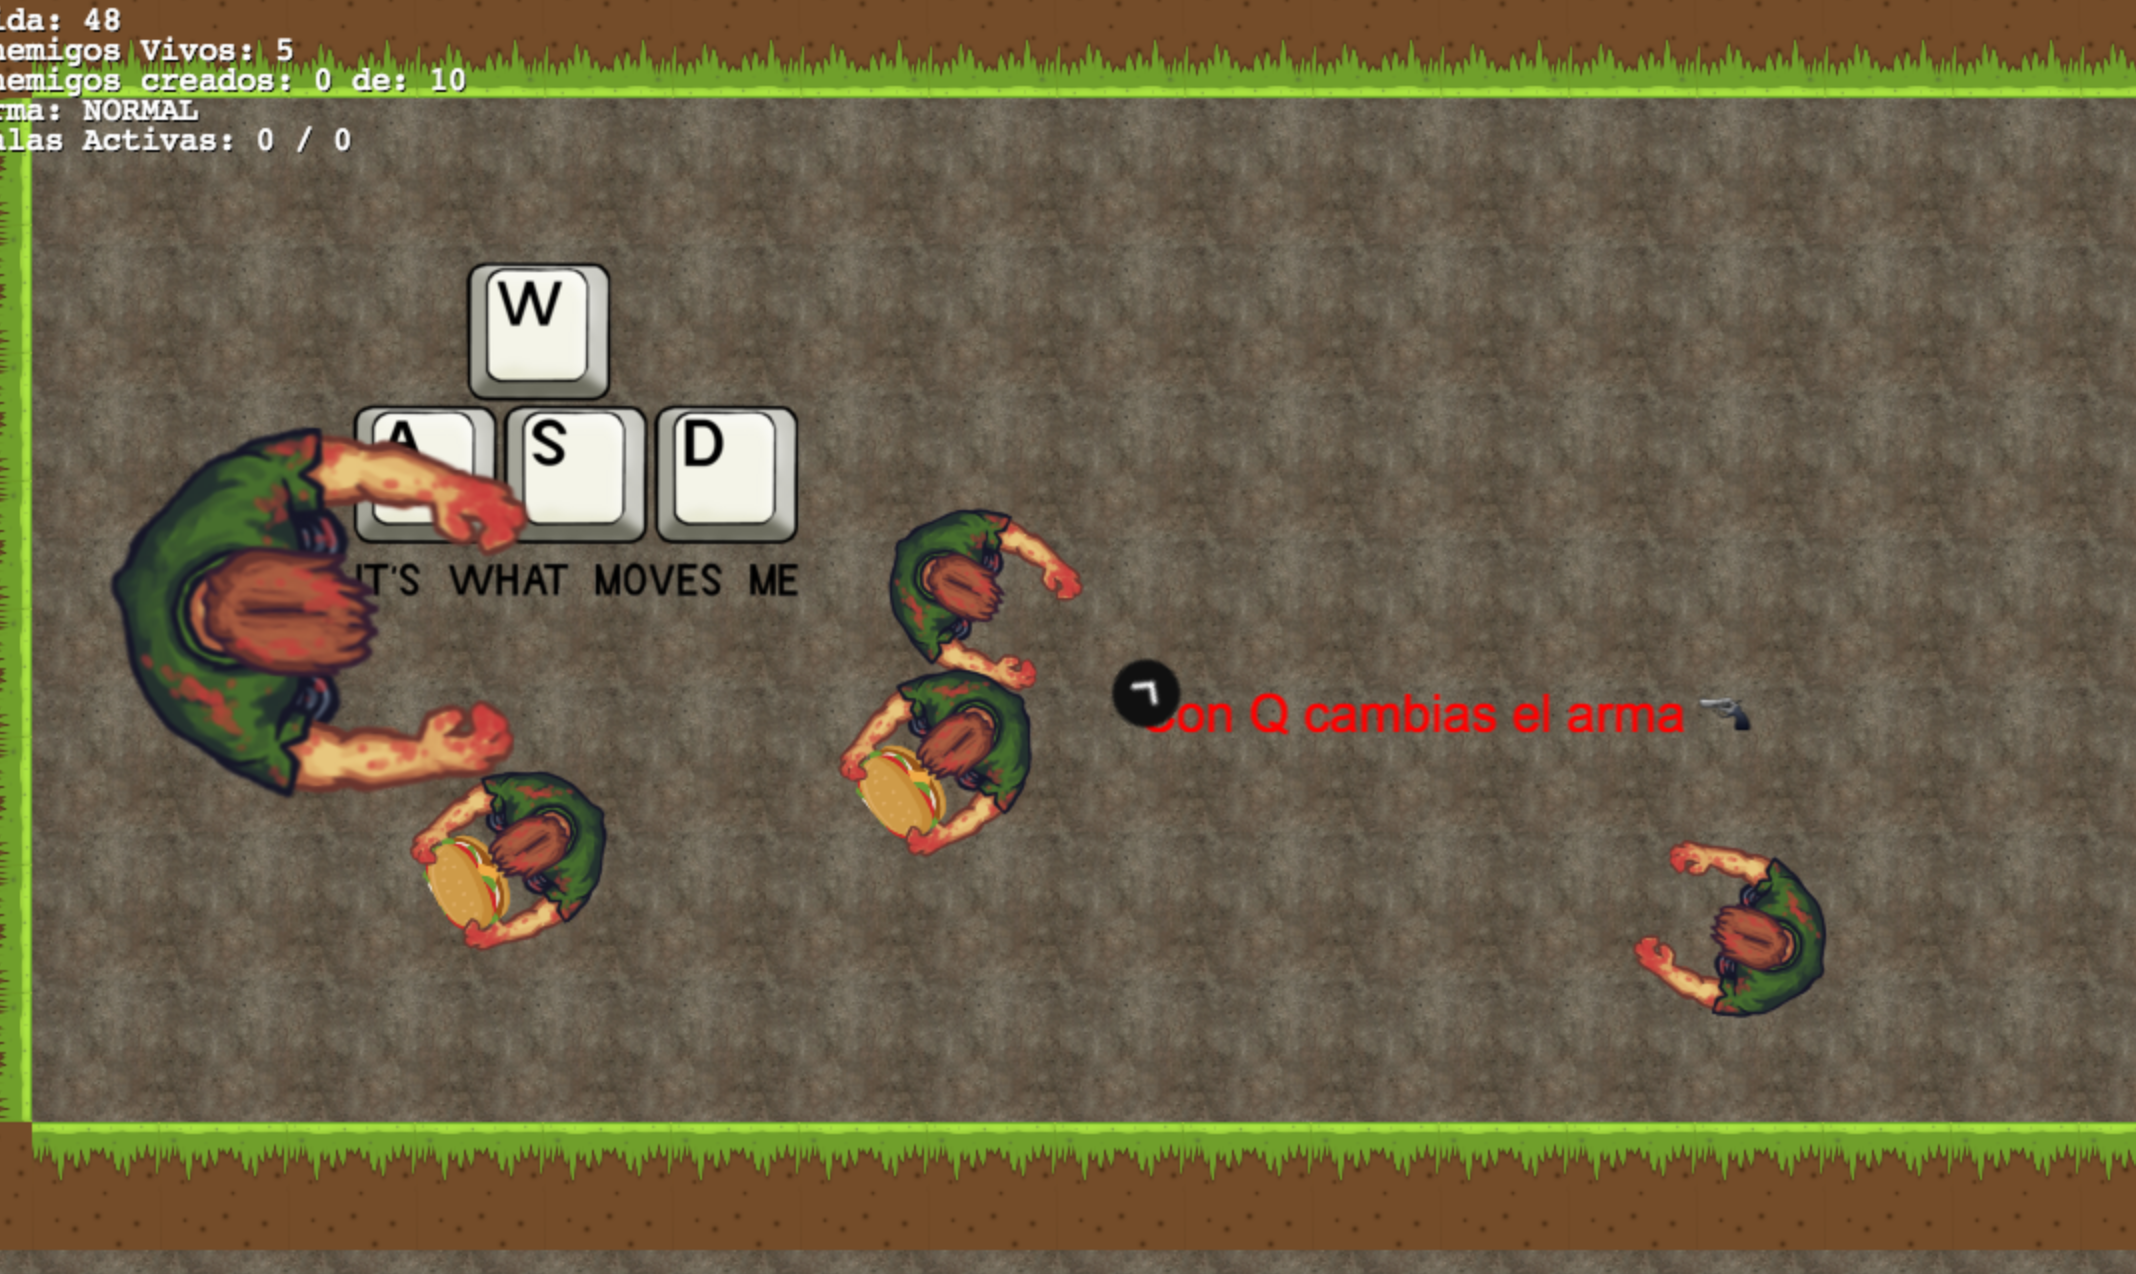 ida: 48
nemigos Vivos: 5
nemigos creados: 0 de: 10
rma: NORMAL
alas Activas: 0 / 0
W
A S D
IT'S WHAT MOVES ME
con Q cambias el arma